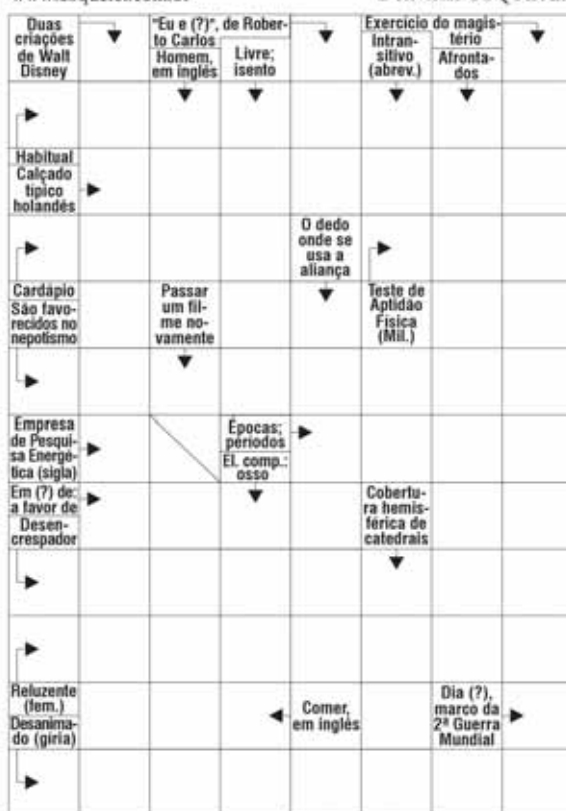 Duas
criações
de Walt
Disney
"Eu e (?)", de Rober-
to Carlos
Homem,
em inglês
Livre;
isento
Exercício do magis-
tério
Intran-
sitivo
(abrev.)
Afronta-
dos
Habitual
Calçado
típico
holandês
O dedo
onde se
usa a
aliança
Cardápio
São favo-
recidos no
nepotismo
Passar
um fil-
me no-
vamente
Teste de
Aptidão
Física
(Mil.)
Empresa
de Pesqui-
sa Energé-
tica (sigla)
Épocas;
períodos
El. comp.:
osso
Em (?) de:
a favor de
Desen-
crespador
Cobertu-
ra hemis-
férica de
catedrais
Reluzente
(fem.)
Desanima-
do (gíria)
Comer,
em inglês
Dia (?),
marco da
2ª Guerra
Mundial